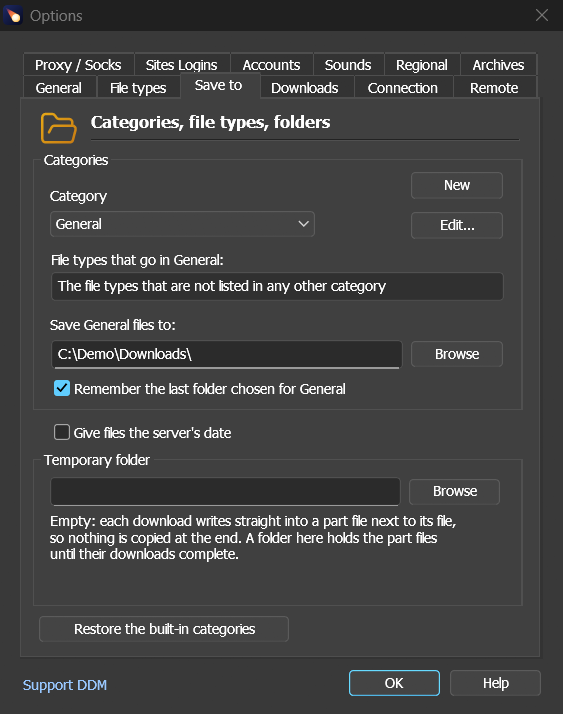 Options
Proxy / Socks
Sites Logins
Accounts
Sounds
Regional
Archives
General
File types
Save to
Downloads
Connection
Remote
Categories, file types, folders
Categories
New
Category
General
Edit...
File types that go in General:
The file types that are not listed in any other category
Save General files to:
C:\Demo\Downloads\
Browse
Remember the last folder chosen for General
Give files the server's date
Temporary folder
Browse
Empty: each download writes straight into a part file next to its file,
so nothing is copied at the end. A folder here holds the part files
until their downloads complete.
Restore the built-in categories
Support DDM
OK
Help